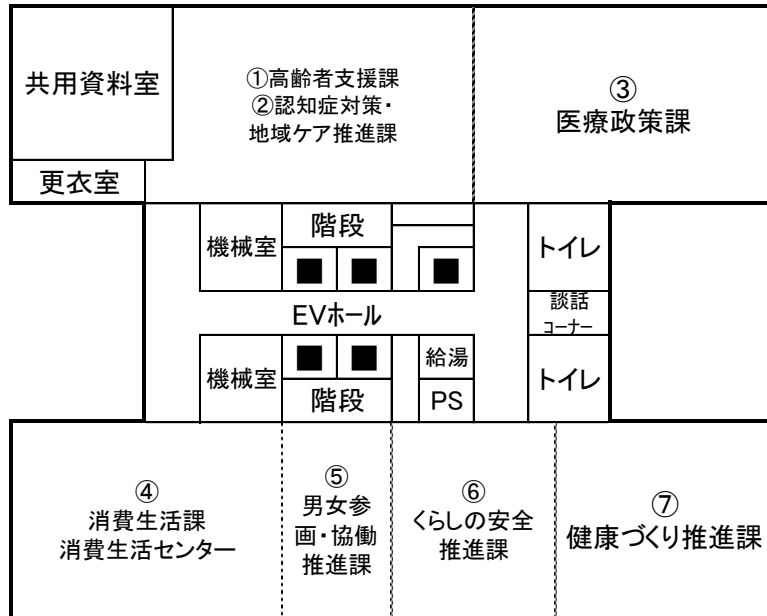 共用資料室
①高齢者支援課
②認知症対策・
地域ケア推進課
③
医療政策課
更衣室
機械室
階段
トイレ
EVホール
談話
コーナー
機械室
階段
給湯
PS
トイレ
④
消費生活課
消費生活センター
⑤
男女参
画・協働
推進課
⑥
くらしの安全
推進課
⑦
健康づくり推進課